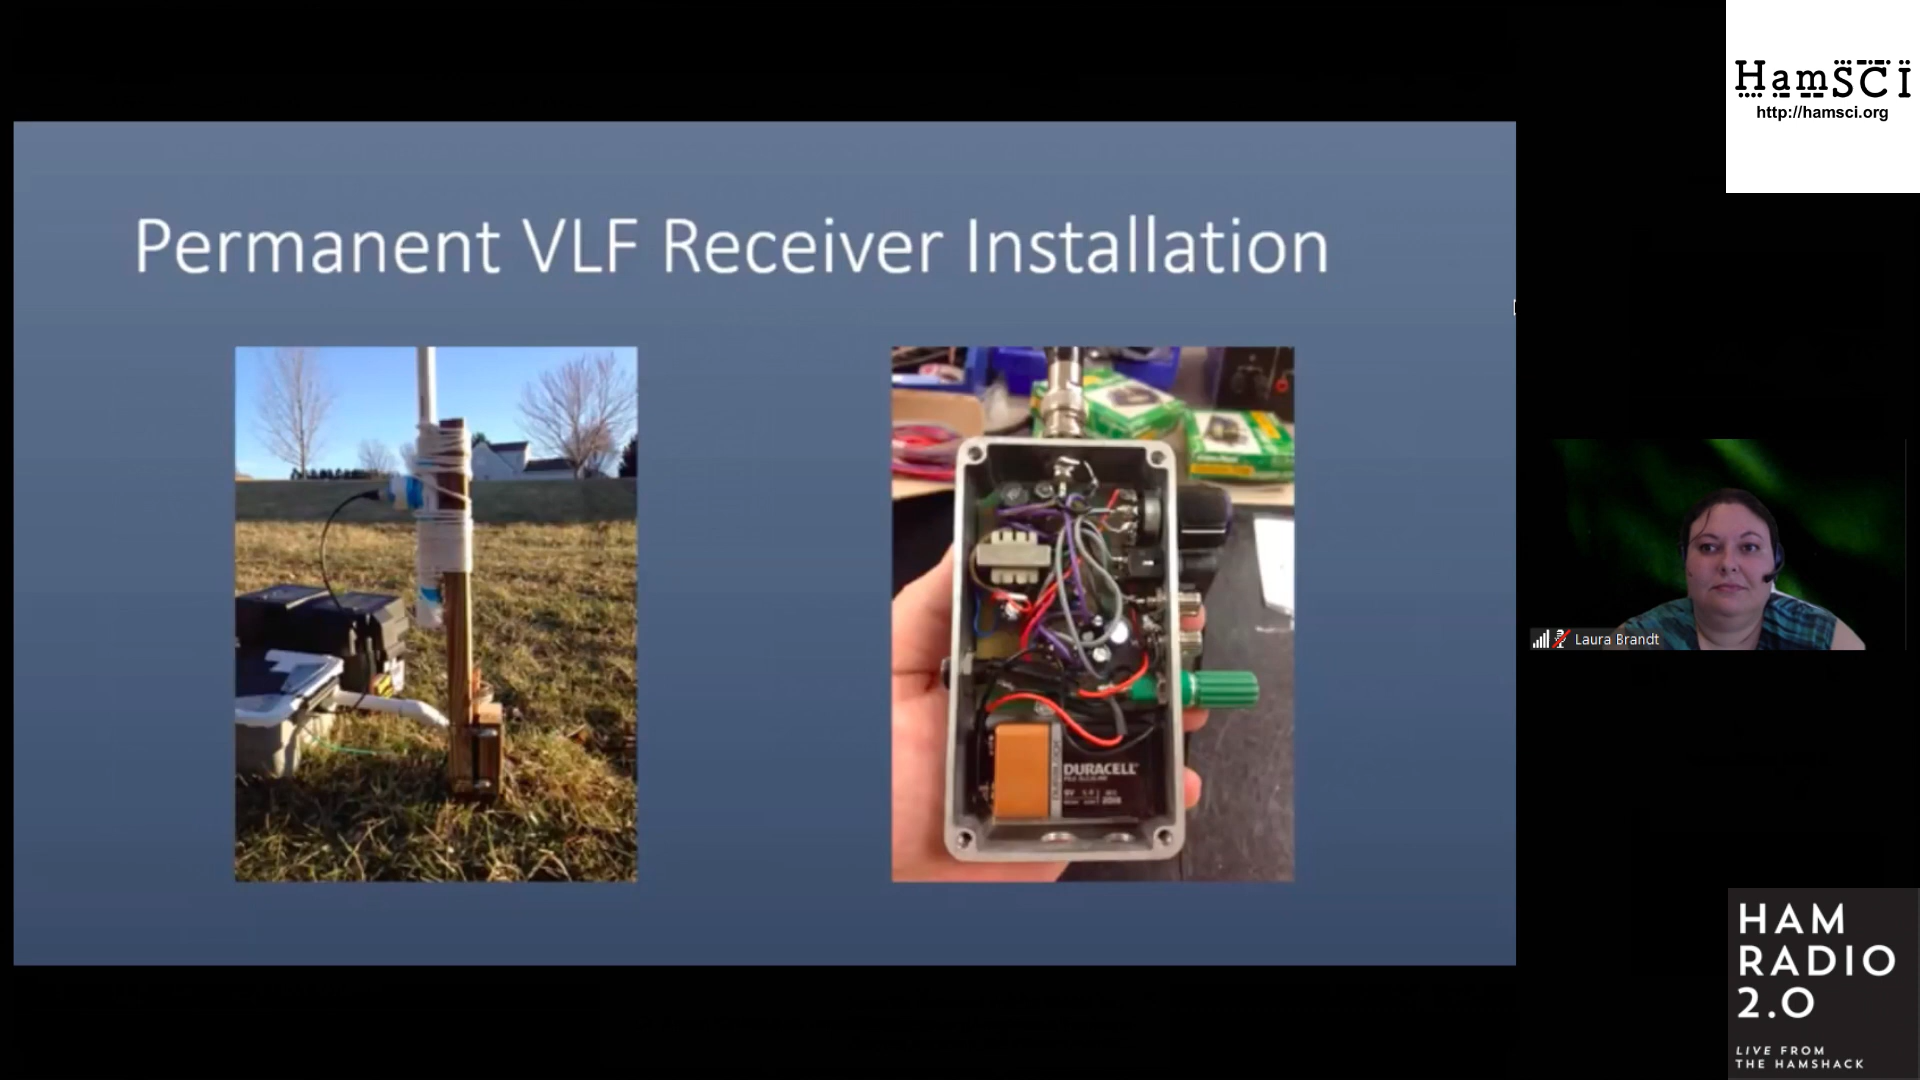 HamSCI
http://hamsci.org
Permanent VLF Receiver Installation
DURACELL
Laura Brandt
HAM
RADIO
2.0
LIVE FROM
THE HAMSHACK